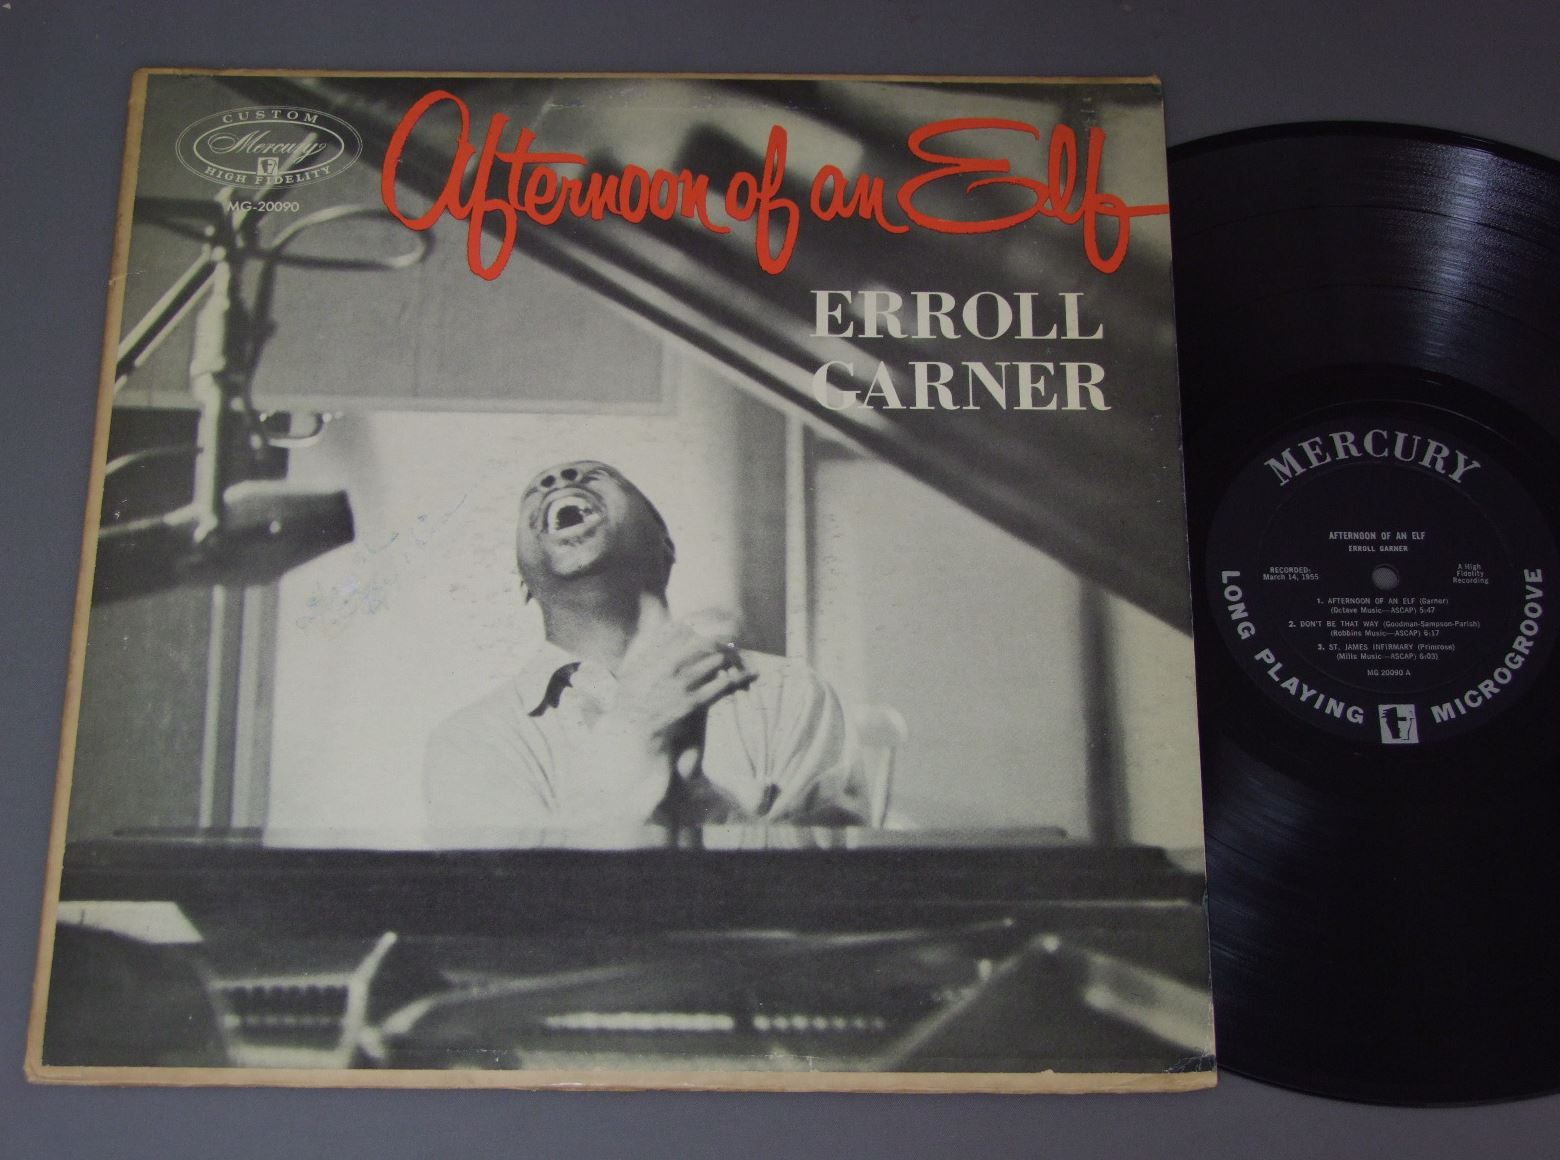 CUSTOM
Mercury
HIGH FIDELITY
MG-20090
Afternoon of an Elf
ERROLL
GARNER
MERCURY
AFTERNOON OF AN ELF
ERROLL GARNER
RECORDED:
March 14, 1955
A High
Fidelity
Recording
1. AFTERNOON OF AN ELF (Garner)
(Octave Music—ASCAP) 5:47
2. DON'T BE THAT WAY (Goodman-Sampson-Parish)
(Robbins Music—ASCAP) 6:17
3. ST. JAMES INFIRMARY (Primrose)
(Mills Music—ASCAP) 6:03)
MG 20090 A
LONG PLAYING MICROGROOVE